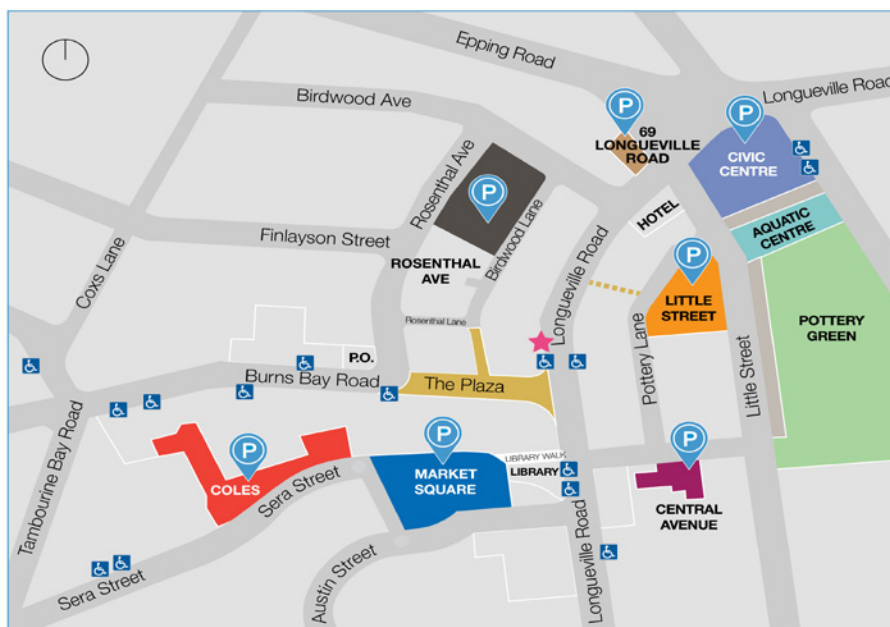 Epping Road
Longueville Road
Birdwood Ave
P
P
69
LONGUEVILLE
ROAD
CIVIC
CENTRE
Rosenthal Ave
P
Birdwood Lane
HOTEL
AQUATIC
CENTRE
Coxs Lane
Finlayson Street
ROSENTHAL
AVE
Longueville Road
P
LITTLE
STREET
POTTERY
GREEN
Rosenthal Lane
P.O.
Pottery Lane
Little Street
Burns Bay Road
The Plaza
Tambourine Bay Road
P
COLES
Sera Street
P
MARKET
SQUARE
LIBRARY WALK
LIBRARY
P
CENTRAL
AVENUE
Sera Street
Austin Street
Longueville Road